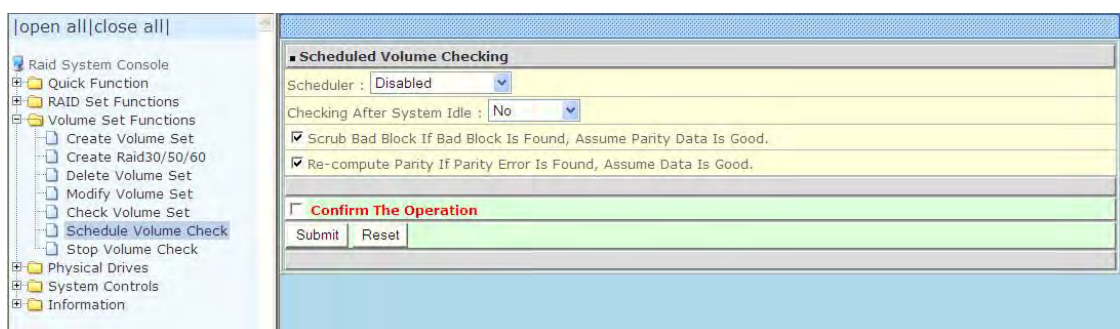 |open all|close all|
Raid System Console
Quick Function
RAID Set Functions
Volume Set Functions
Create Volume Set
Create Raid30/50/60
Delete Volume Set
Modify Volume Set
Check Volume Set
Schedule Volume Check
Stop Volume Check
Physical Drives
System Controls
Information
Scheduled Volume Checking
Scheduler : Disabled
Checking After System Idle : No
Scrub Bad Block If Bad Block Is Found, Assume Parity Data Is Good.
Re-compute Parity If Parity Error Is Found, Assume Data Is Good.
Confirm The Operation
Submit Reset